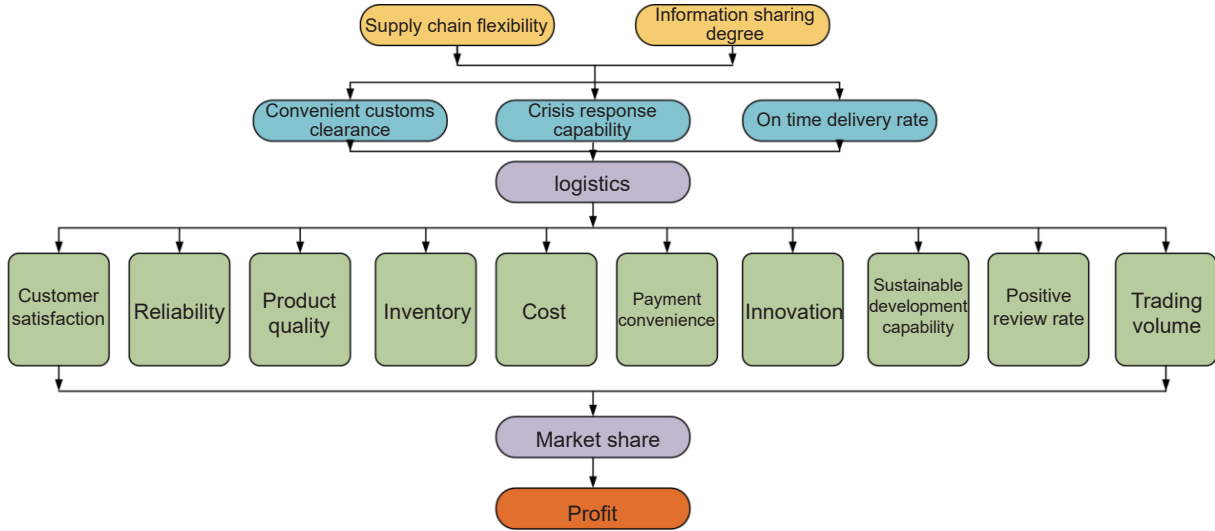 Supply chain flexibility
Information sharing
degree
Convenient customs
clearance
Crisis response
capability
On time delivery rate
logistics
Customer
satisfaction
Reliability
Product
quality
Inventory
Cost
Payment
convenience
Innovation
Sustainable
development
capability
Positive
review rate
Trading
volume
Market share
Profit